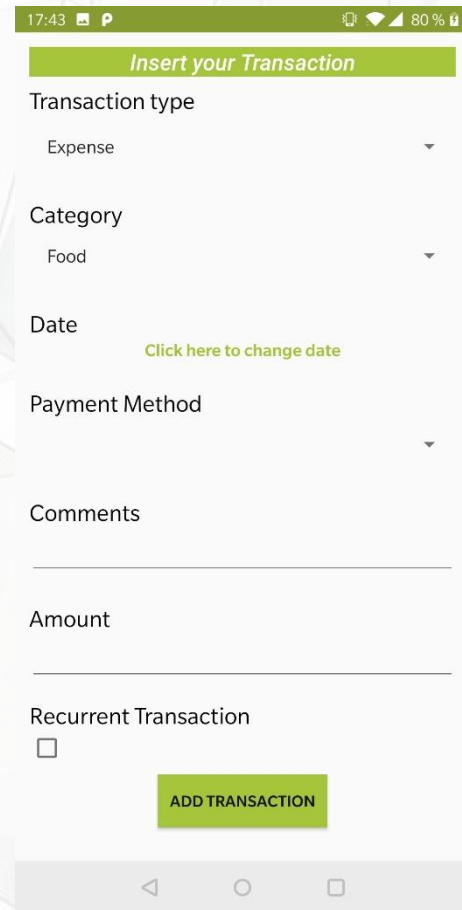 17:43 P 80 %
Insert your Transaction
Transaction type
Expense
Category
Food
Date
Click here to change date
Payment Method
Comments
Amount
Recurrent Transaction
ADD TRANSACTION